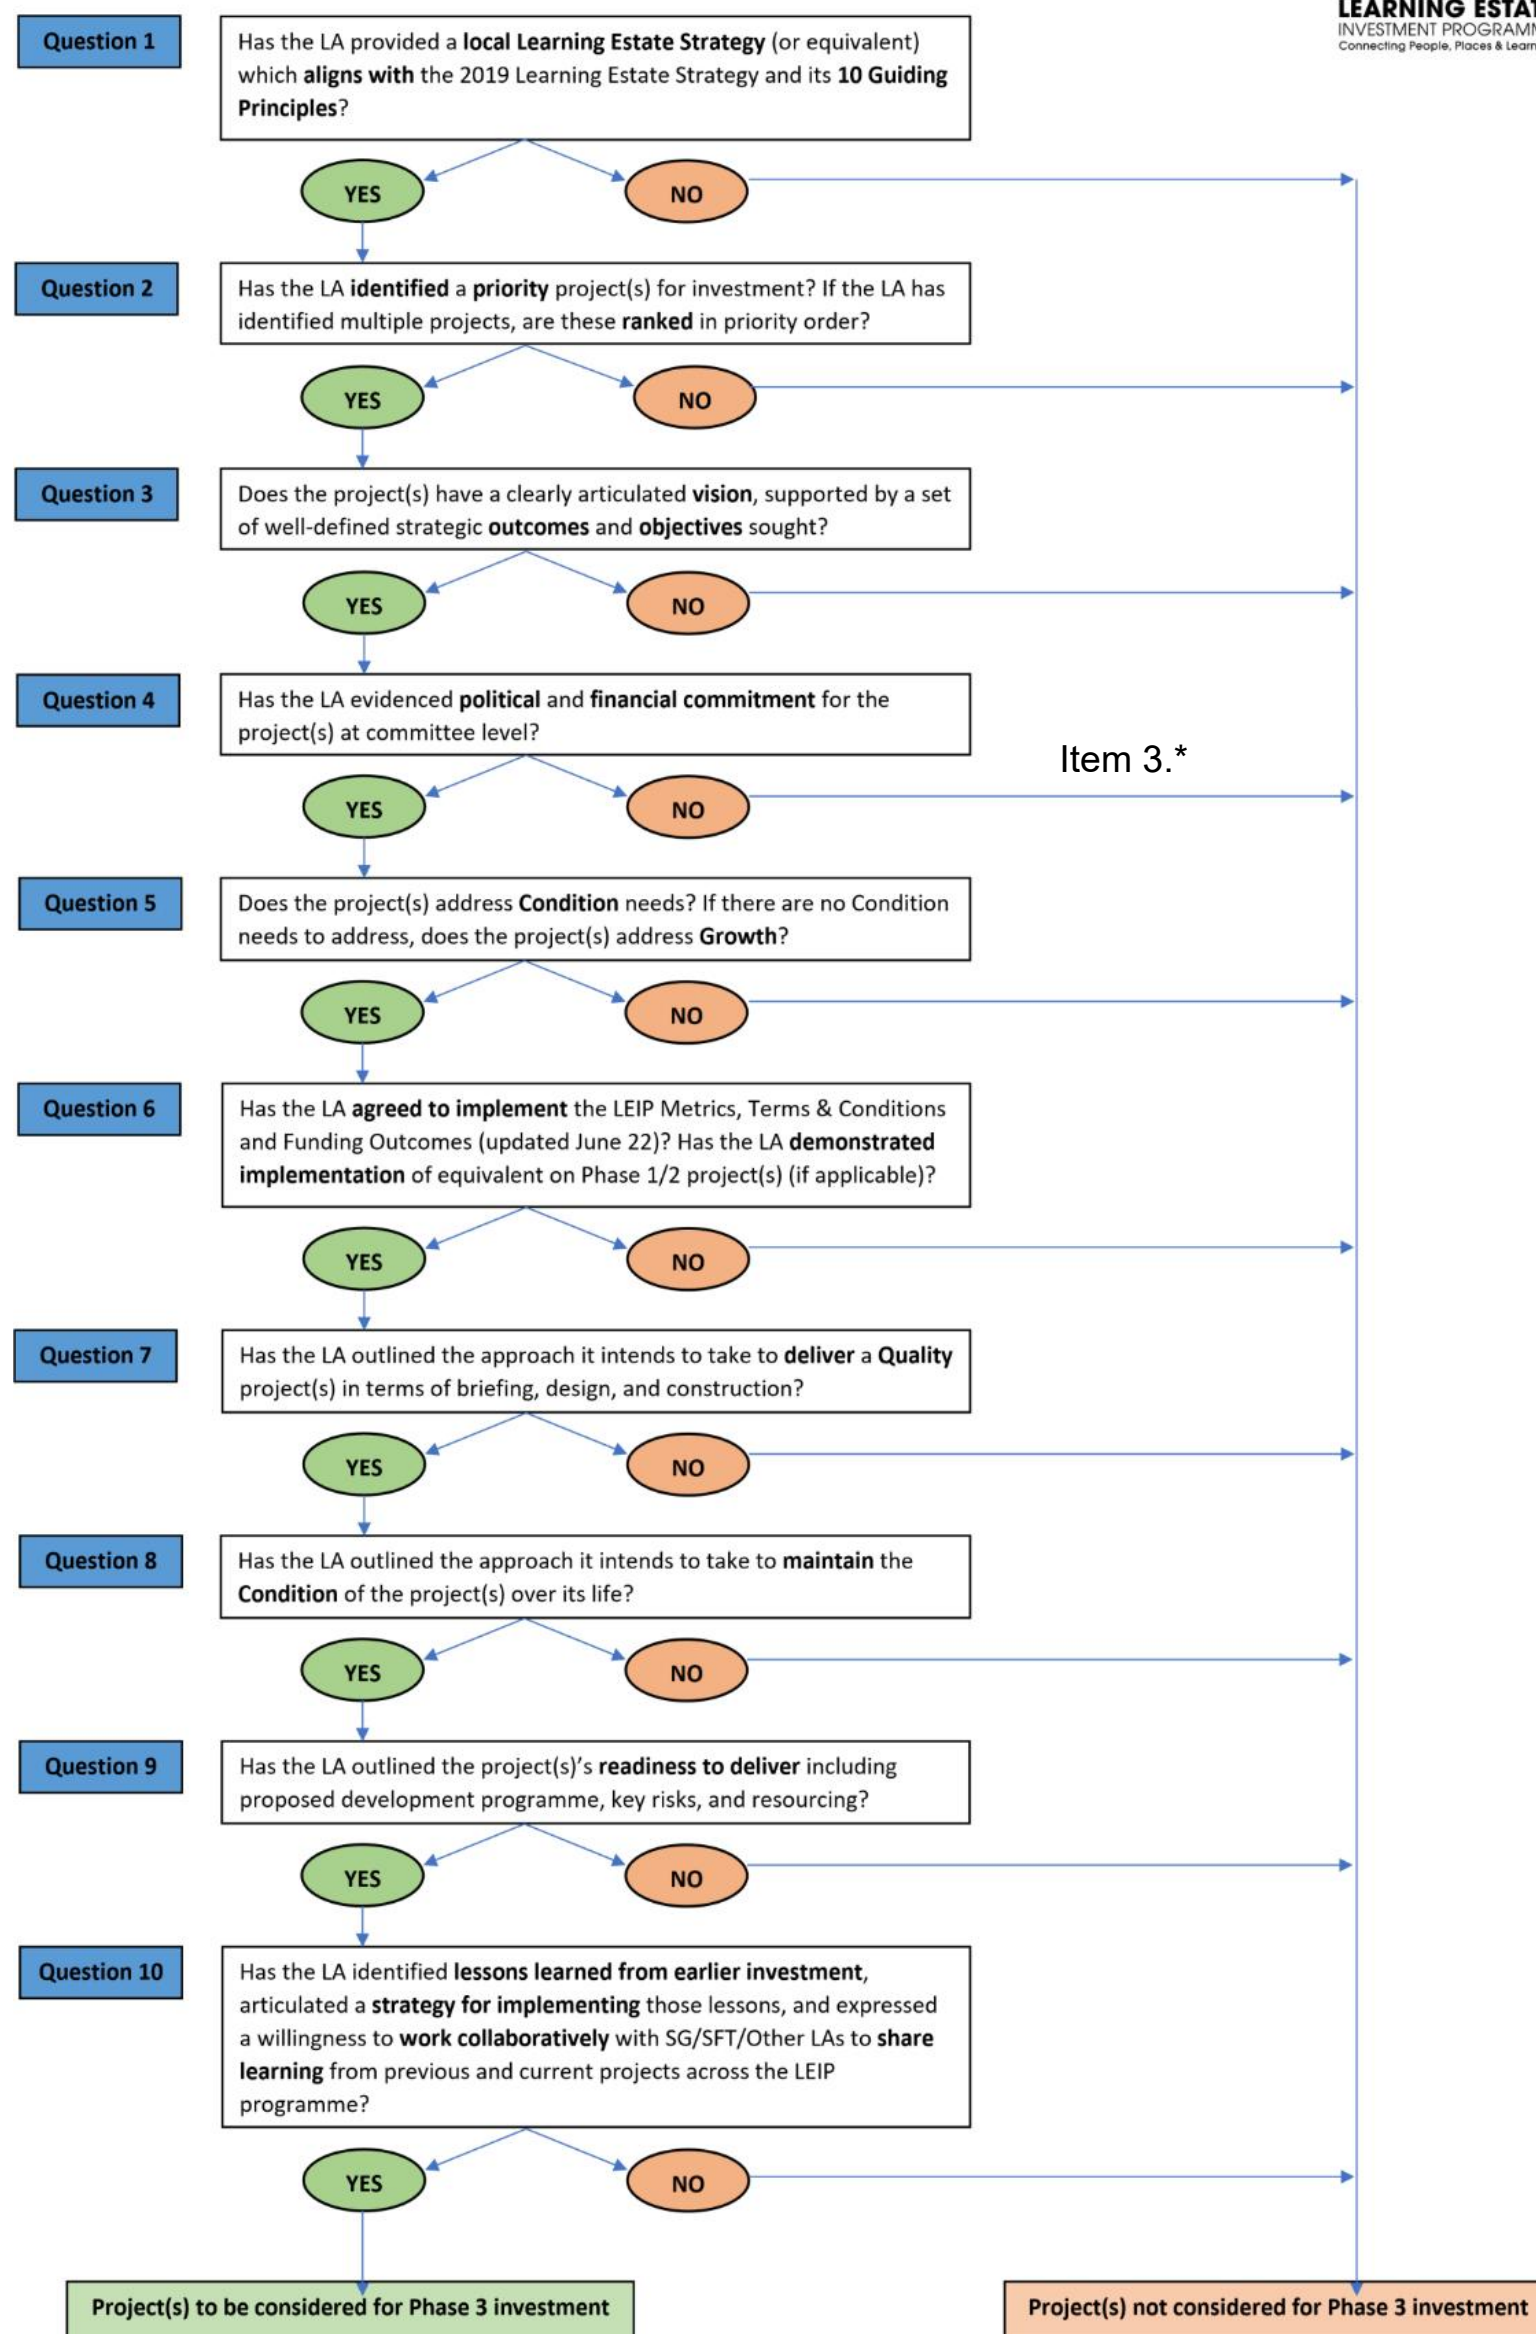 LEARNING ESTAT
INVESTMENT PROGRAMM
Connecting People, Places & Learn
Question 1
Has the LA provided a local Learning Estate Strategy (or equivalent)
which aligns with the 2019 Learning Estate Strategy and its 10 Guiding
Principles?
YES
NO
Question 2
Has the LA identified a priority project(s) for investment? If the LA has
identified multiple projects, are these ranked in priority order?
YES
NO
Question 3
Does the project(s) have a clearly articulated vision, supported by a set
of well-defined strategic outcomes and objectives sought?
YES
NO
Question 4
Has the LA evidenced political and financial commitment for the
project(s) at committee level?
Item 3.*
YES
NO
Question 5
Does the project(s) address Condition needs? If there are no Condition
needs to address, does the project(s) address Growth?
YES
NO
Question 6
Has the LA agreed to implement the LEIP Metrics, Terms & Conditions
and Funding Outcomes (updated June 22)? Has the LA demonstrated
implementation of equivalent on Phase 1/2 project(s) (if applicable)?
YES
NO
Question 7
Has the LA outlined the approach it intends to take to deliver a Quality
project(s) in terms of briefing, design, and construction?
YES
NO
Question 8
Has the LA outlined the approach it intends to take to maintain the
Condition of the project(s) over its life?
YES
NO
Question 9
Has the LA outlined the project(s)'s readiness to deliver including
proposed development programme, key risks, and resourcing?
YES
NO
Question 10
Has the LA identified lessons learned from earlier investment,
articulated a strategy for implementing those lessons, and expressed
a willingness to work collaboratively with SG/SFT/Other LAs to share
learning from previous and current projects across the LEIP
programme?
YES
NO
Project(s) to be considered for Phase 3 investment
Project(s) not considered for Phase 3 investment